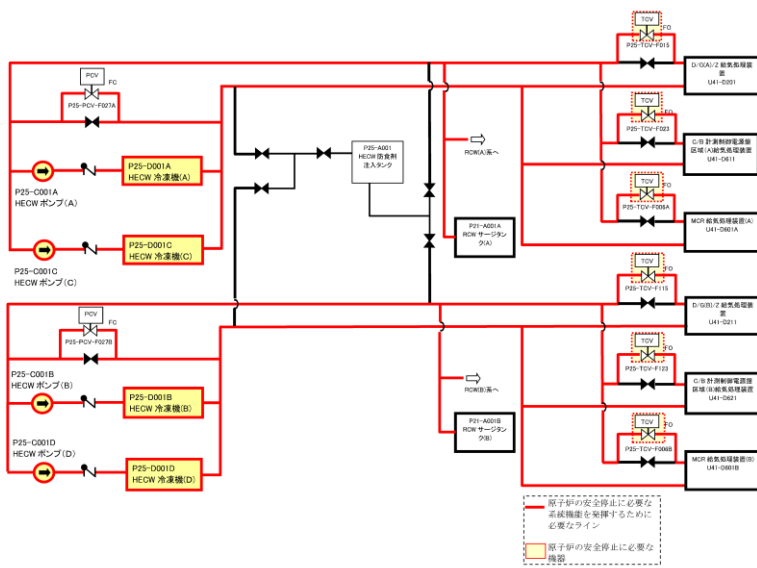 PCV
FC
P25-PCV-F027A
P25-C001A
HECW ポンプ(A)
P25-D001A
HECW 冷凍機(A)
P25-C001C
HECW ポンプ(C)
P25-D001C
HECW 冷凍機(C)
P25-A001
HECW 防食剤
注入タンク
RCW(A)系へ
P21-A001A
RCW サージタン
ク(A)
TCV
FO
P25-TCV-F015
D/G(A)/Z 給気処理装
置
U41-D201
TCV
FO
P25-TCV-F023
C/B 計測制御電源盤
区域(A)給気処理装置
U41-D611
TCV
FO
P25-TCV-F006A
MCR 給気処理装置(A)
U41-D601A
PCV
FC
P25-PCV-F027B
P25-C001B
HECW ポンプ(B)
P25-D001B
HECW 冷凍機(B)
P25-C001D
HECW ポンプ(D)
P25-D001D
HECW 冷凍機(D)
RCW(B)系へ
P21-A001B
RCW サージタン
ク(B)
TCV
FO
P25-TCV-F115
D/G(B)/Z 給気処理装
置
U41-D211
TCV
FO
P25-TCV-F123
C/B 計測制御電源盤
区域(B)給気処理装置
U41-D621
TCV
FO
P25-TCV-F006B
MCR 給気処理装置(B)
U41-D601B
原子炉の安全停止に必要な
系統機能を発揮するために
必要なライン
原子炉の安全停止に必要な
機器